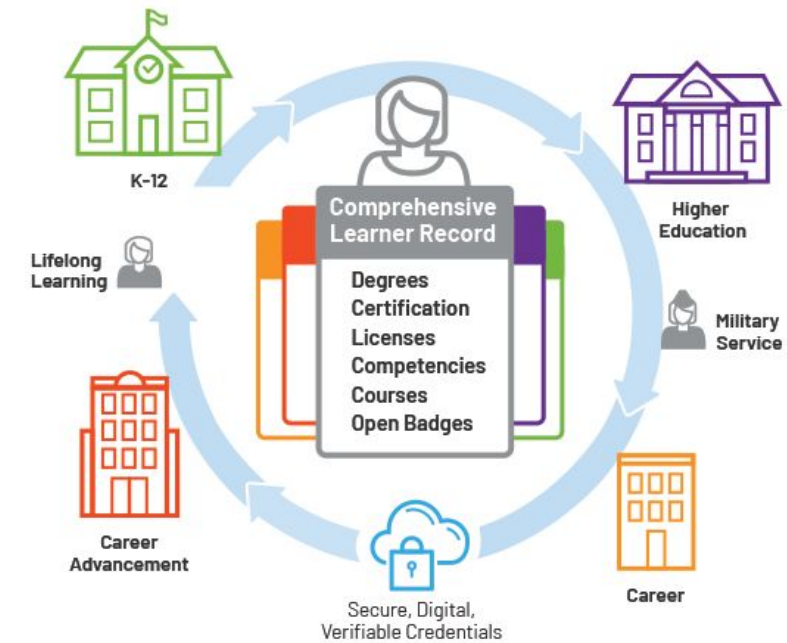 K-12
Comprehensive
Learner Record
Degrees
Certification
Licenses
Competencies
Courses
Open Badges
Higher
Education
Lifelong
Learning
Military
Service
Career
Advancement
Career
Secure, Digital,
Verifiable Credentials